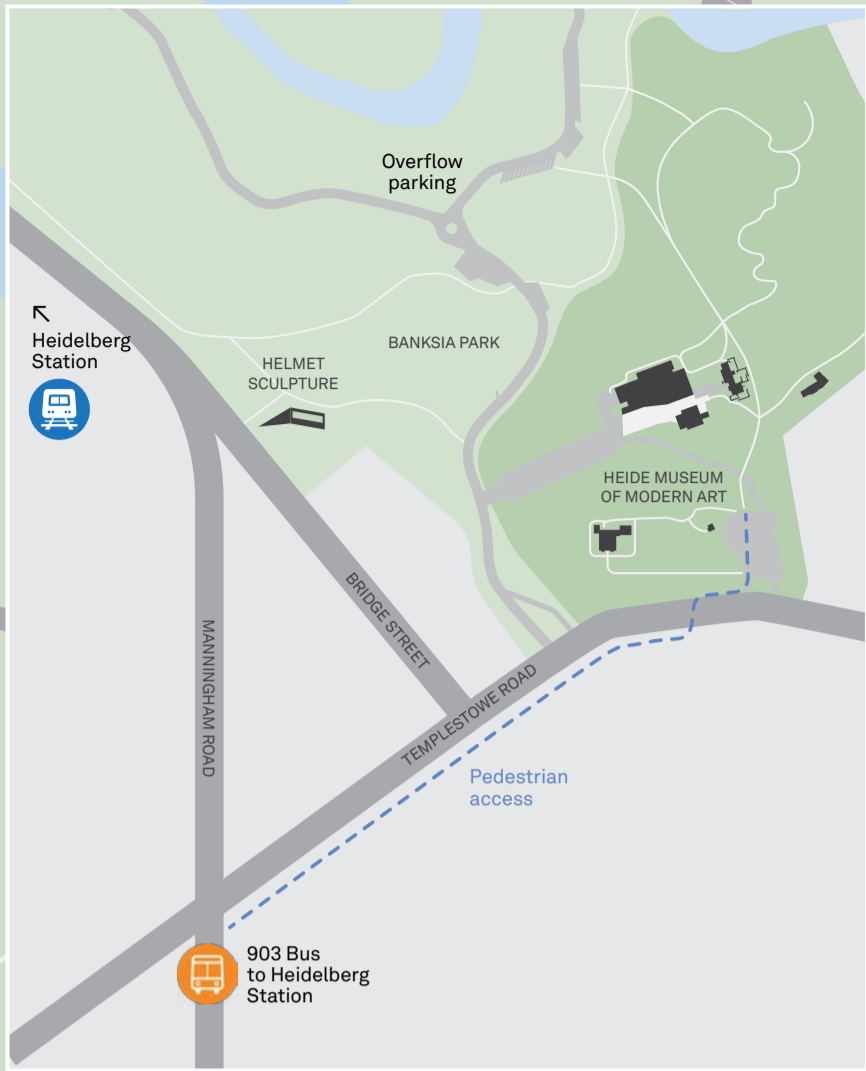 Overflow
parking
Heidelberg
Station
BANKSIA PARK
HELMET
SCULPTURE
HEIDE MUSEUM
OF MODERN ART
BRIDGE STREET
MANNINGHAM ROAD
TEMPLESTOWE ROAD
Pedestrian
access
903 Bus
to Heidelberg
Station